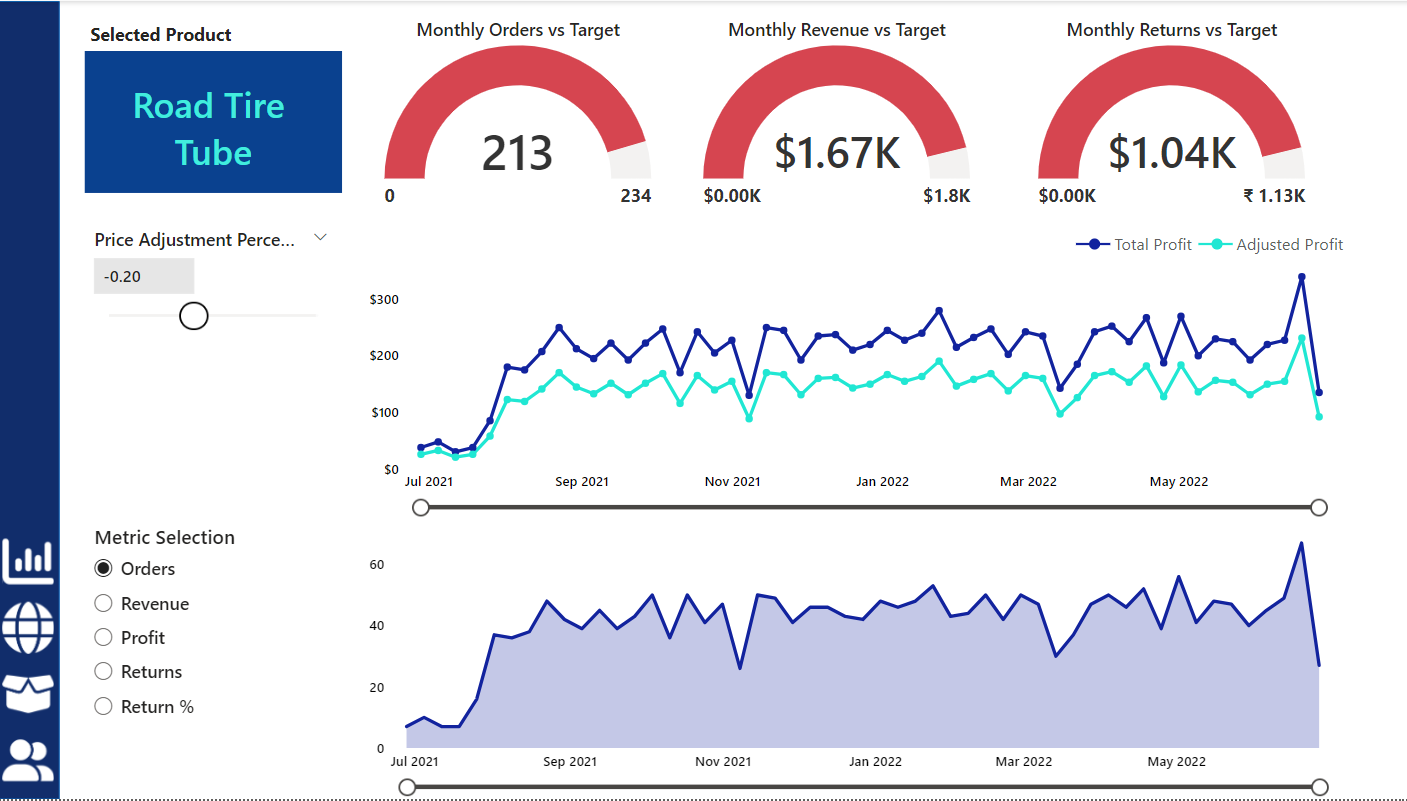 Selected Product
Road Tire
Tube
Monthly Orders vs Target
213
0
234
Monthly Revenue vs Target
$1.67K
$0.00K
$1.8K
Monthly Returns vs Target
$1.04K
$0.00K
₹ 1.13K
Price Adjustment Perce...
-0.20
Total Profit
Adjusted Profit
$300
$200
$100
$0
Jul 2021
Sep 2021
Nov 2021
Jan 2022
Mar 2022
May 2022
Metric Selection
Orders
Revenue
Profit
Returns
Return %
60
40
20
0
Jul 2021
Sep 2021
Nov 2021
Jan 2022
Mar 2022
May 2022